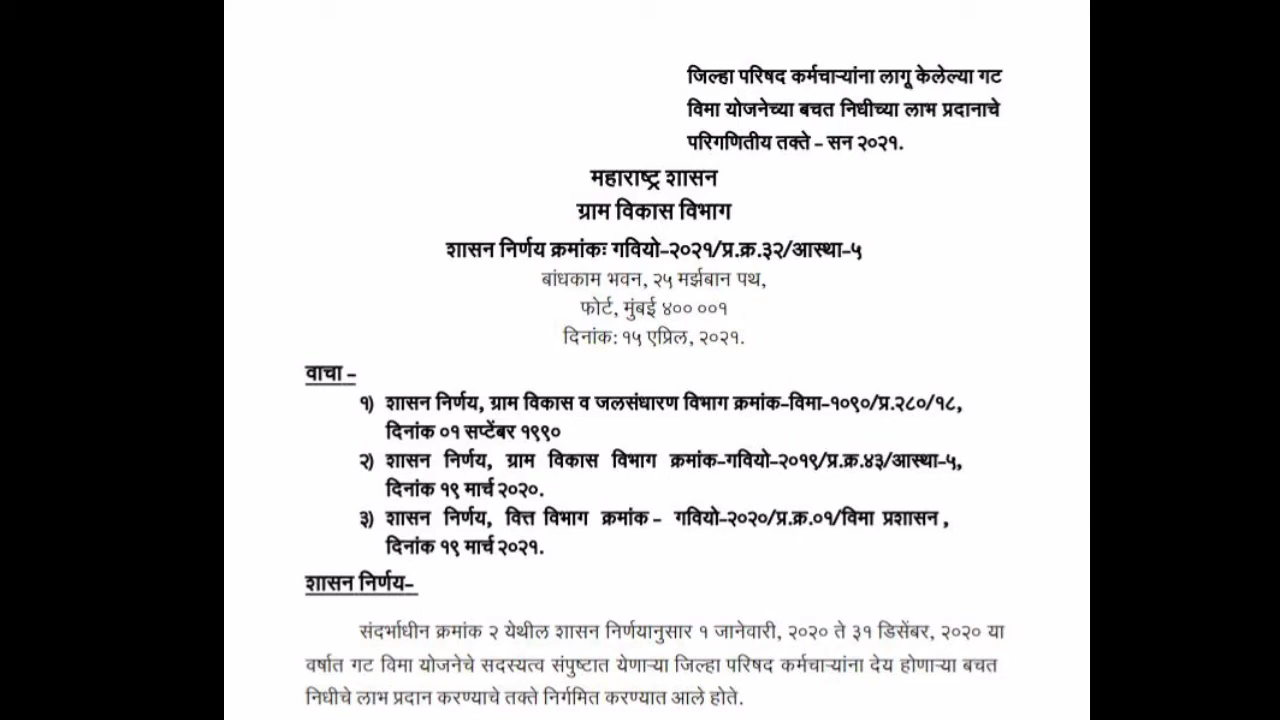 जिल्हा परिषद कर्मचाऱ्यांना लागू केलेल्या गट
विमा योजनेच्या बचत निधीच्या लाभ प्रदानाचे
परिगणितीय तक्ते – सन २०२१.
महाराष्ट्र शासन
ग्राम विकास विभाग
शासन निर्णय क्रमांकः गवियो-२०२१/प्र.क्र.३२/आस्था-५
बांधकाम भवन, २५ मर्झबान पथ,
फोर्ट, मुंबई ४०० ००१
दिनांक: १५ एप्रिल, २०२१.
वाचा –
१) शासन निर्णय, ग्राम विकास व जलसंधारण विभाग क्रमांक-विमा-१०९०/प्र.२८०/१८,
दिनांक ०१ सप्टेंबर १९९०
२) शासन निर्णय, ग्राम विकास विभाग क्रमांक-गवियो-२०१९/प्र.क्र.४३/आस्था-५,
दिनांक १९ मार्च २०२०.
३) शासन निर्णय, वित्त विभाग क्रमांक – गवियो-२०२०/प्र.क्र.०१/विमा प्रशासन ,
दिनांक १९ मार्च २०२१.
शासन निर्णय–
संदर्भाधीन क्रमांक २ येथील शासन निर्णयानुसार १ जानेवारी, २०२० ते ३१ डिसेंबर, २०२० या
वर्षात गट विमा योजनेचे सदस्यत्व संपुष्टात येणाऱ्या जिल्हा परिषद कर्मचाऱ्यांना देय होणाऱ्या बचत
निधीचे लाभ प्रदान करण्याचे तक्ते निर्गमित करण्यात आले होते.